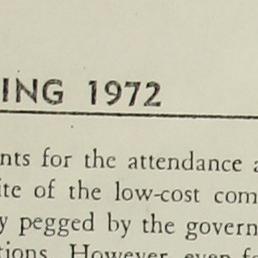 ING 1972
nts for the attendance a
ite of the low-cost com
y pegged by the govern
tions. However, even fo